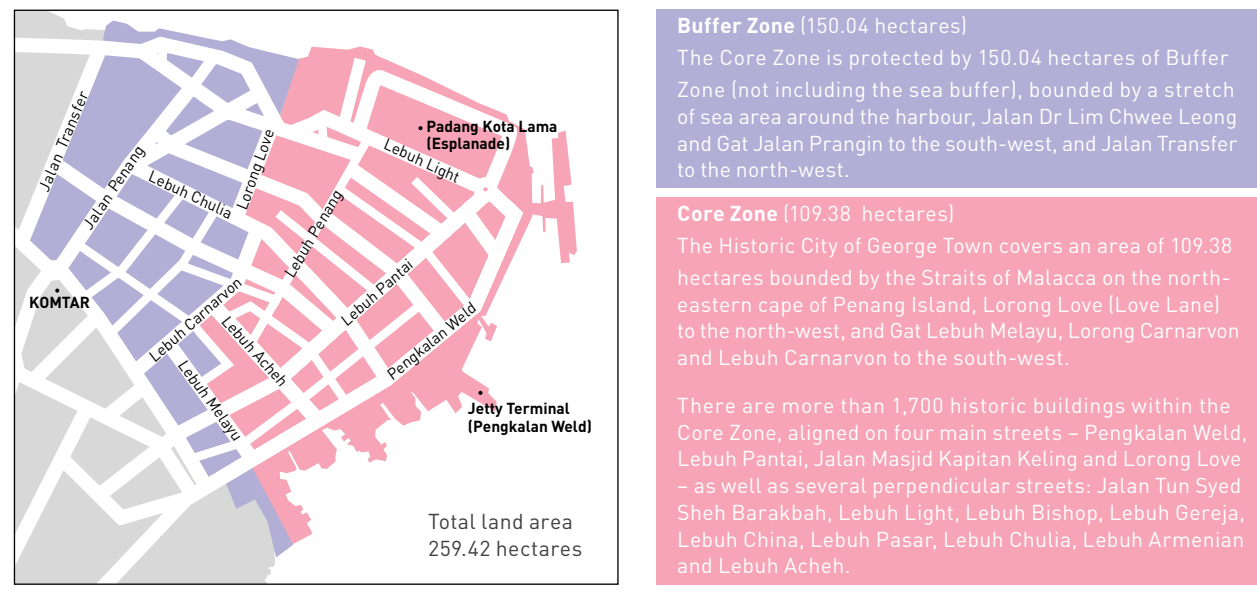 Jalan Transfer
Jalan Penang
Lebuh Chulia
Lorong Love
Padang Kota Lama
(Esplanade)
Lebuh Light
Lebuh Penang
KOMTAR
Lebuh Carnarvon
Lebuh Pantai
Lebuh Acheh
Pengkalan Weld
Lebuh Melayu
Jetty Terminal
(Pengkalan Weld)
Total land area
259.42 hectares
Buffer Zone (150.04 hectares)
The Core Zone is protected by 150.04 hectares of Buffer
Zone (not including the sea buffer), bounded by a stretch
of sea area around the harbour, Jalan Dr Lim Chwee Leong
and Gat Jalan Prangin to the south-west, and Jalan Transfer
to the north-west.
Core Zone (109.38 hectares)
The Historic City of George Town covers an area of 109.38
hectares bounded by the Straits of Malacca on the north-
eastern cape of Penang Island, Lorong Love (Love Lane)
to the north-west, and Gat Lebuh Melayu, Lorong Carnarvon
and Lebuh Carnarvon to the south-west.
There are more than 1,700 historic buildings within the
Core Zone, aligned on four main streets – Pengkalan Weld,
Lebuh Pantai, Jalan Masjid Kapitan Keling and Lorong Love
– as well as several perpendicular streets: Jalan Tun Syed
Sheh Barakbah, Lebuh Light, Lebuh Bishop, Lebuh Gereja,
Lebuh China, Lebuh Pasar, Lebuh Chulia, Lebuh Armenian
and Lebuh Acheh.